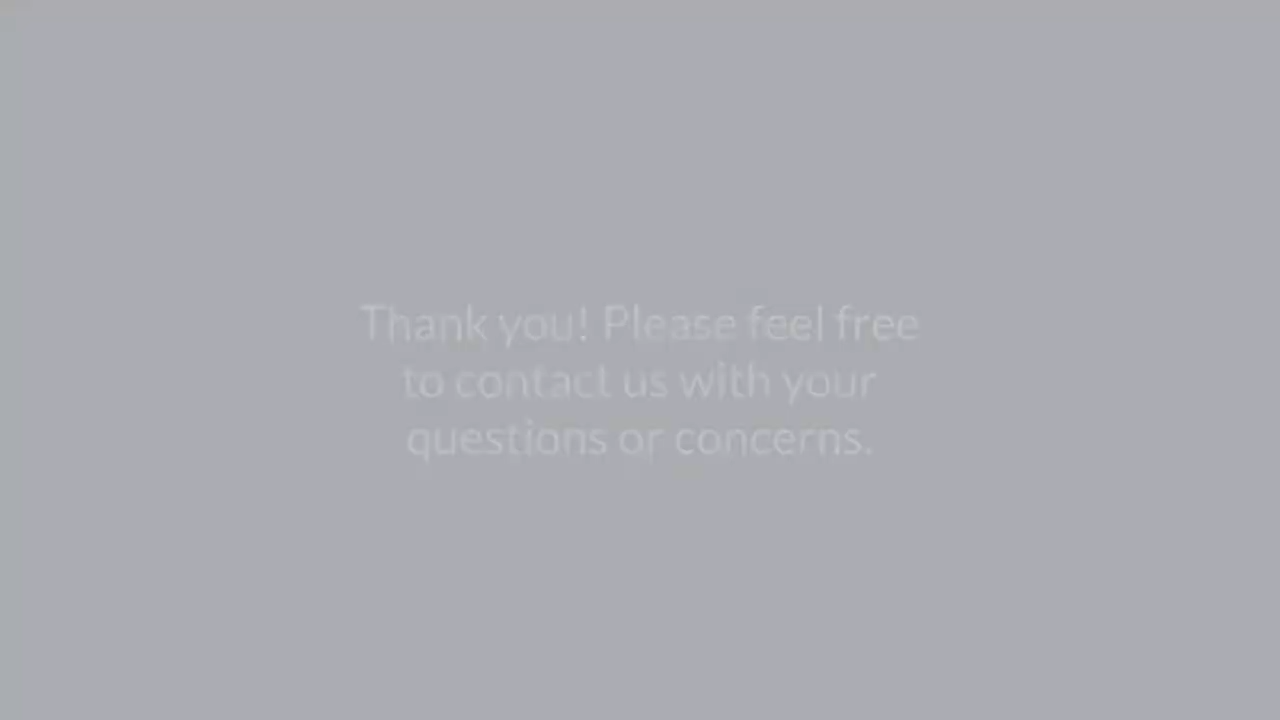 Thank you! Please feel free
to contact us with your
questions or concerns.